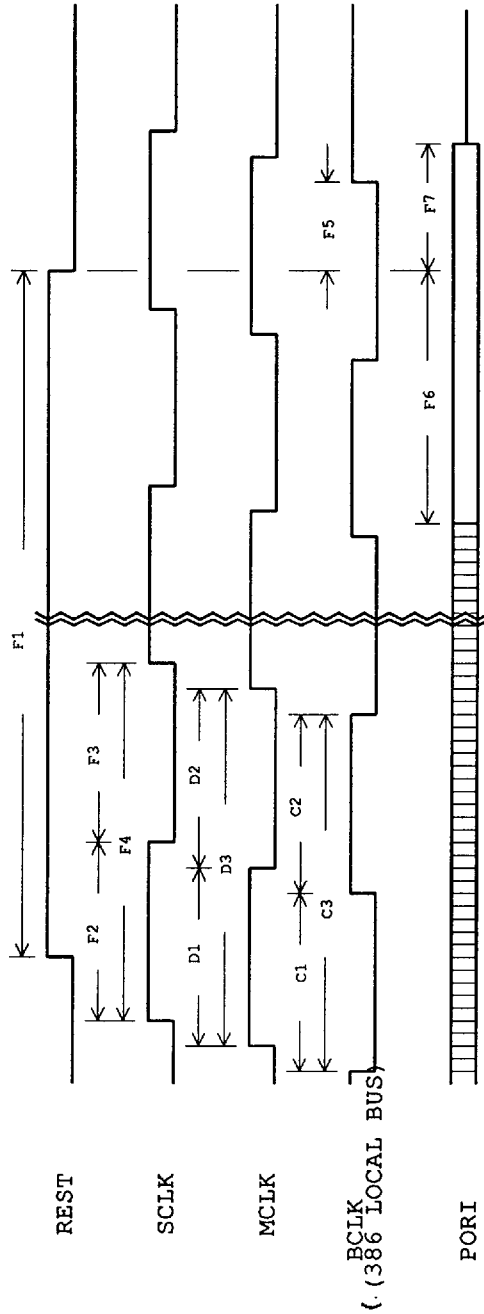 F1
REST
F2
F3
F4
SCLK
D1
D2
D3
MCLK
C1
C2
C3
F5
BCLK
(.(386 LOCAL BUS)
F6
F7
PORI